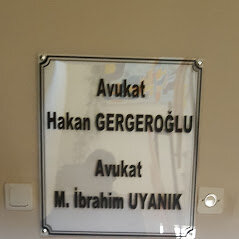 Avukat
Hakan GERGEROĞLU
Avukat
M. İbrahim UYANIK